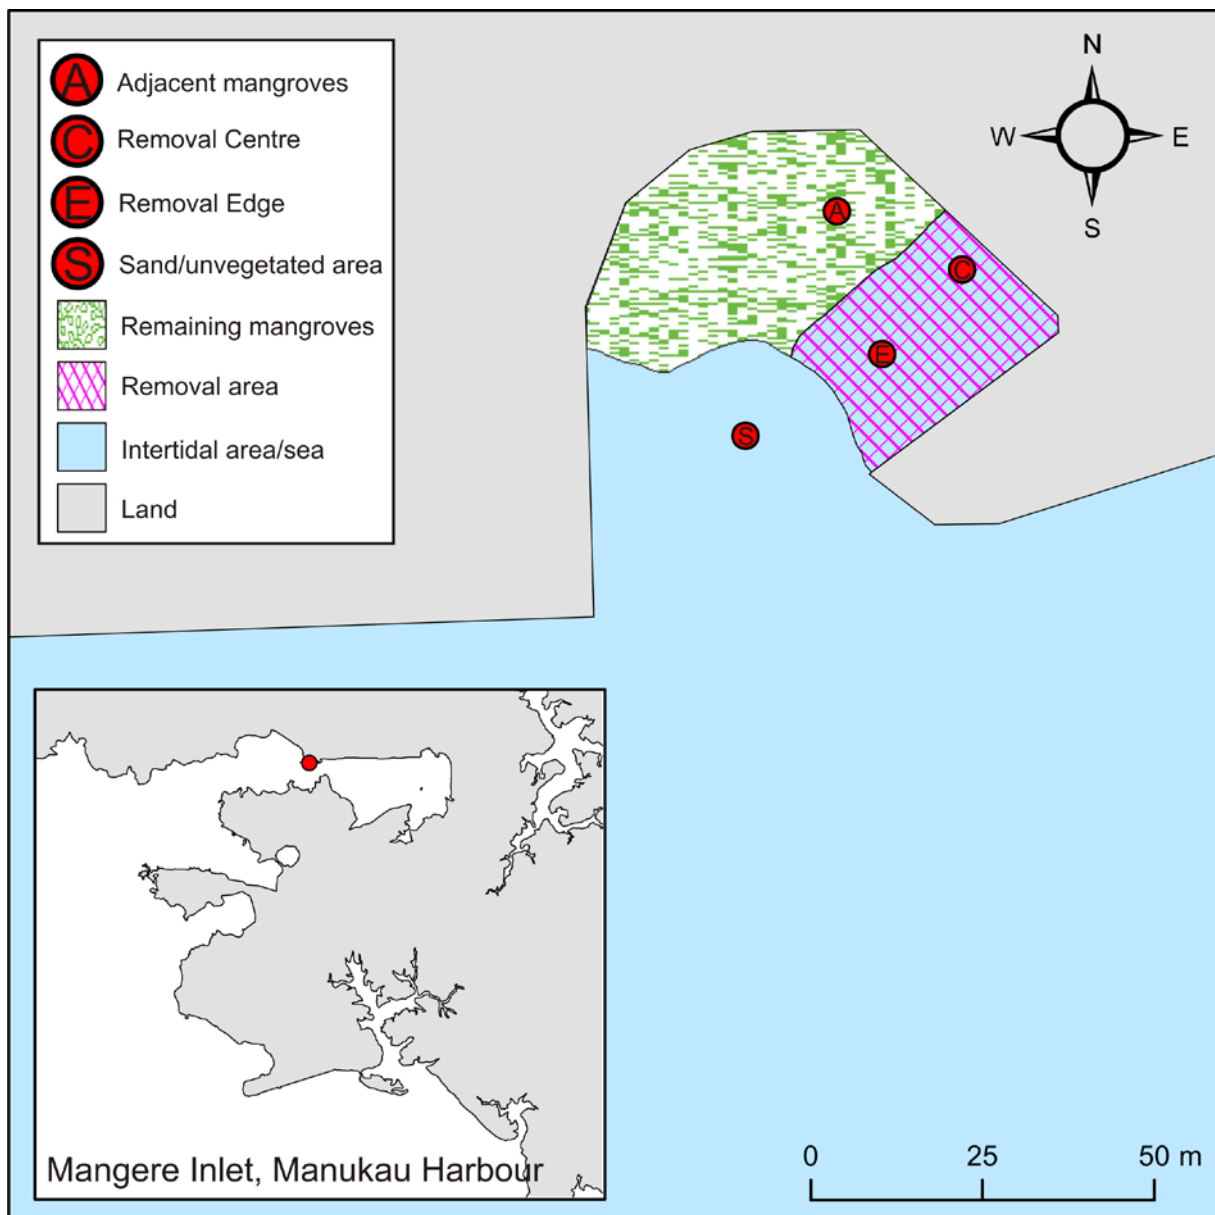 A Adjacent mangroves
C Removal Centre
E Removal Edge
S Sand/unvegetated area
Remaining mangroves
Removal area
Intertidal area/sea
Land
N
W E
S
A
C
E
S
Mangere Inlet, Manukau Harbour
0 25 50 m